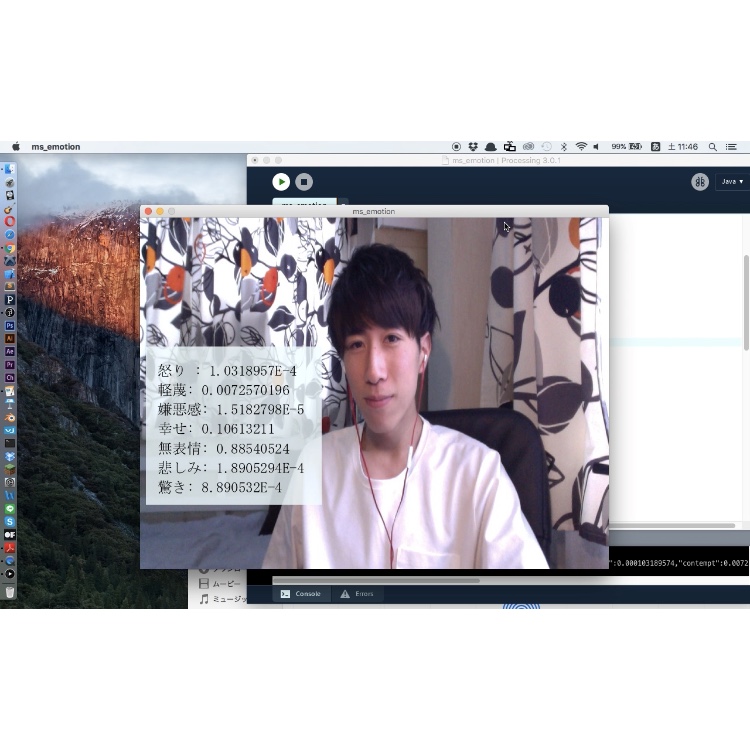 ms_emotion
99%
土 11:46
ms_emotion | Processing 3.0.1
Java
ms_emotion
怒り : 1.0318957E-4
軽蔑: 0.0072570196
嫌悪感: 1.5182798E-5
幸せ: 0.10613211
無表情: 0.88540524
悲しみ: 1.8905294E-4
驚き: 8.890532E-4
":0.000103189574,"contempt":0.0072
ムービー
ミュージッ
Console
Errors